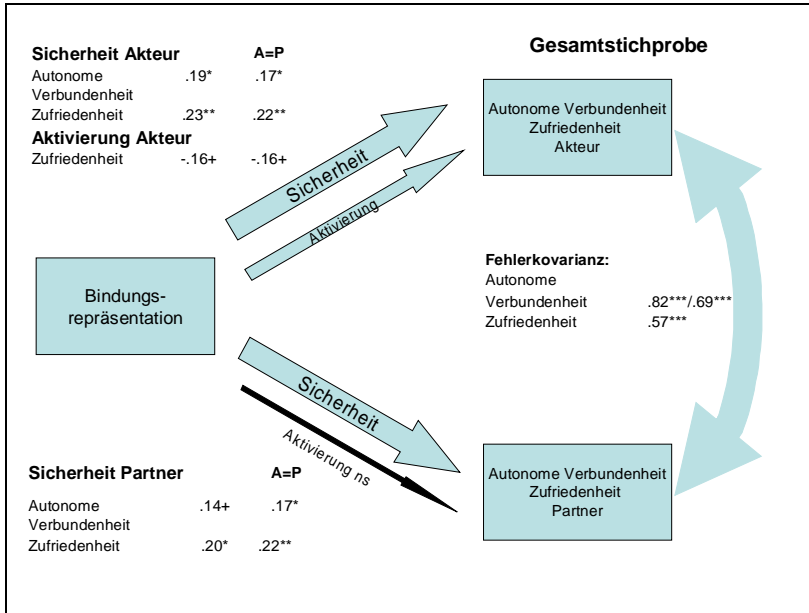 Gesamtstichprobe
Sicherheit Akteur A=P
Autonome .19* .17*
Verbundenheit
Zufriedenheit .23** .22**
Aktivierung Akteur
Zufriedenheit -.16+ -.16+
Sicherheit
Aktivierung
Autonome Verbundenheit
Zufriedenheit
Akteur
Bindungs-
repräsentation
Fehlerkovarianz:
Autonome
Verbundenheit .82***/.69***
Zufriedenheit .57***
Sicherheit
Aktivierung ns
Autonome Verbundenheit
Zufriedenheit
Partner
Sicherheit Partner A=P
Autonome .14+ .17*
Verbundenheit
Zufriedenheit .20* .22**